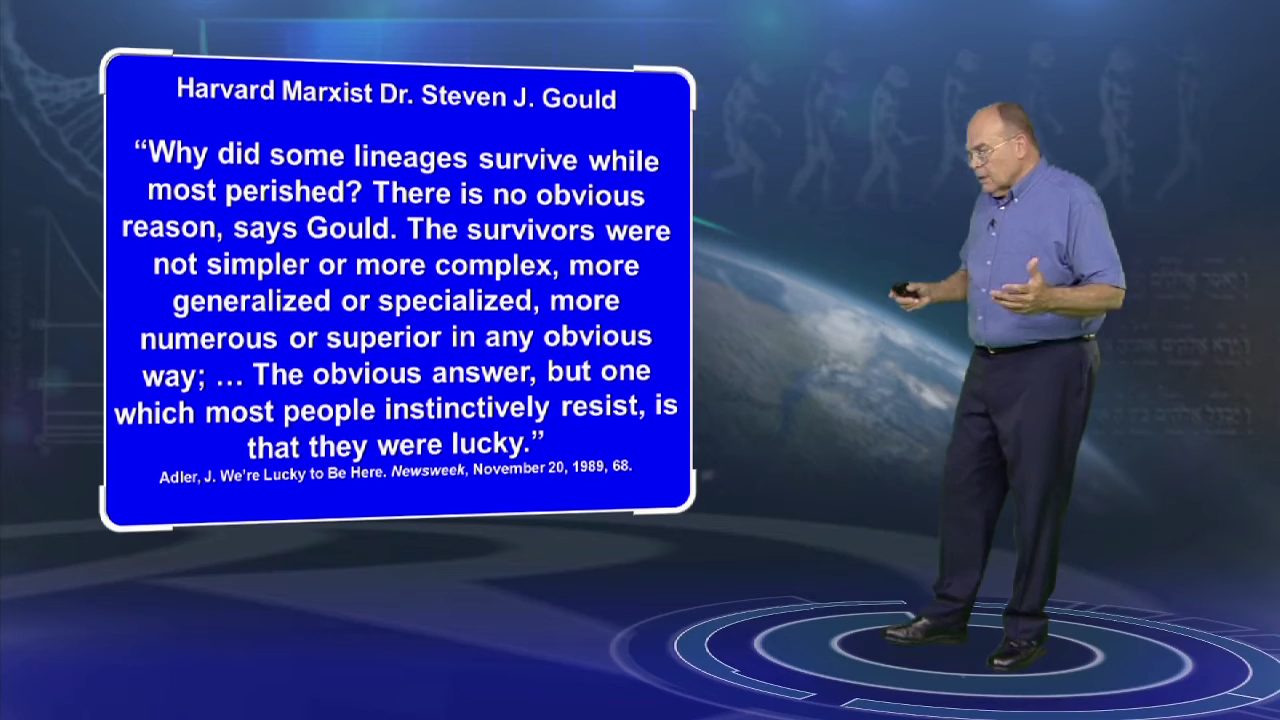 Harvard Marxist Dr. Steven J. Gould
“Why did some lineages survive while
most perished? There is no obvious
reason, says Gould. The survivors were
not simpler or more complex, more
generalized or specialized, more
numerous or superior in any obvious
way; … The obvious answer, but one
which most people instinctively resist, is
that they were lucky.”
Adler, J. We're Lucky to Be Here. Newsweek, November 20, 1989, 68.